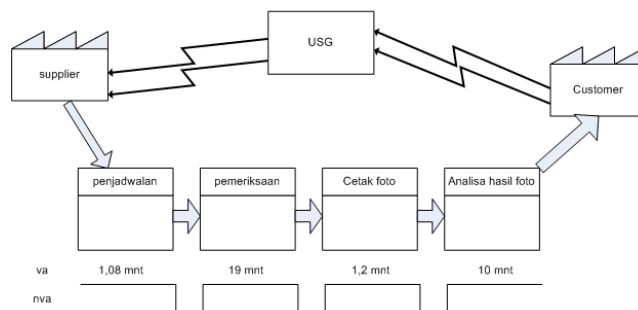 USG
supplier
Customer
penjadwalan
pemeriksaan
Cetak foto
Analisa hasil foto
va
1,08 mnt
19 mnt
1,2 mnt
10 mnt
nva